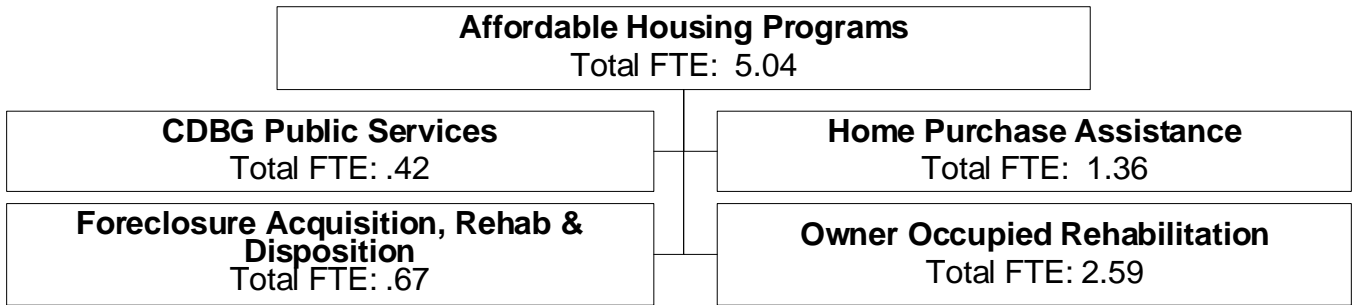 Affordable Housing Programs
Total FTE: 5.04
CDBG Public Services
Total FTE: .42
Home Purchase Assistance
Total FTE: 1.36
Foreclosure Acquisition, Rehab &
Disposition
Total FTE: .67
Owner Occupied Rehabilitation
Total FTE: 2.59